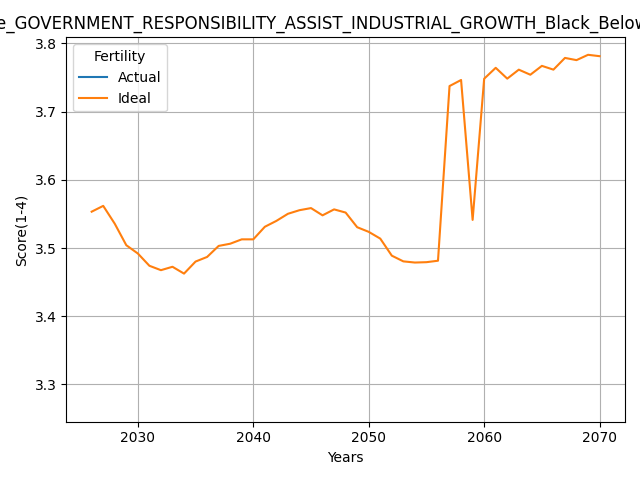 e_GOVERNMENT_RESPONSIBILITY_ASSIST_INDUSTRIAL_GROWTH_Black_Below
Fertility
Actual
Ideal
Score(1-4)
3.8
3.7
3.6
3.5
3.4
3.3
2030 2040 2050 2060 2070
Years